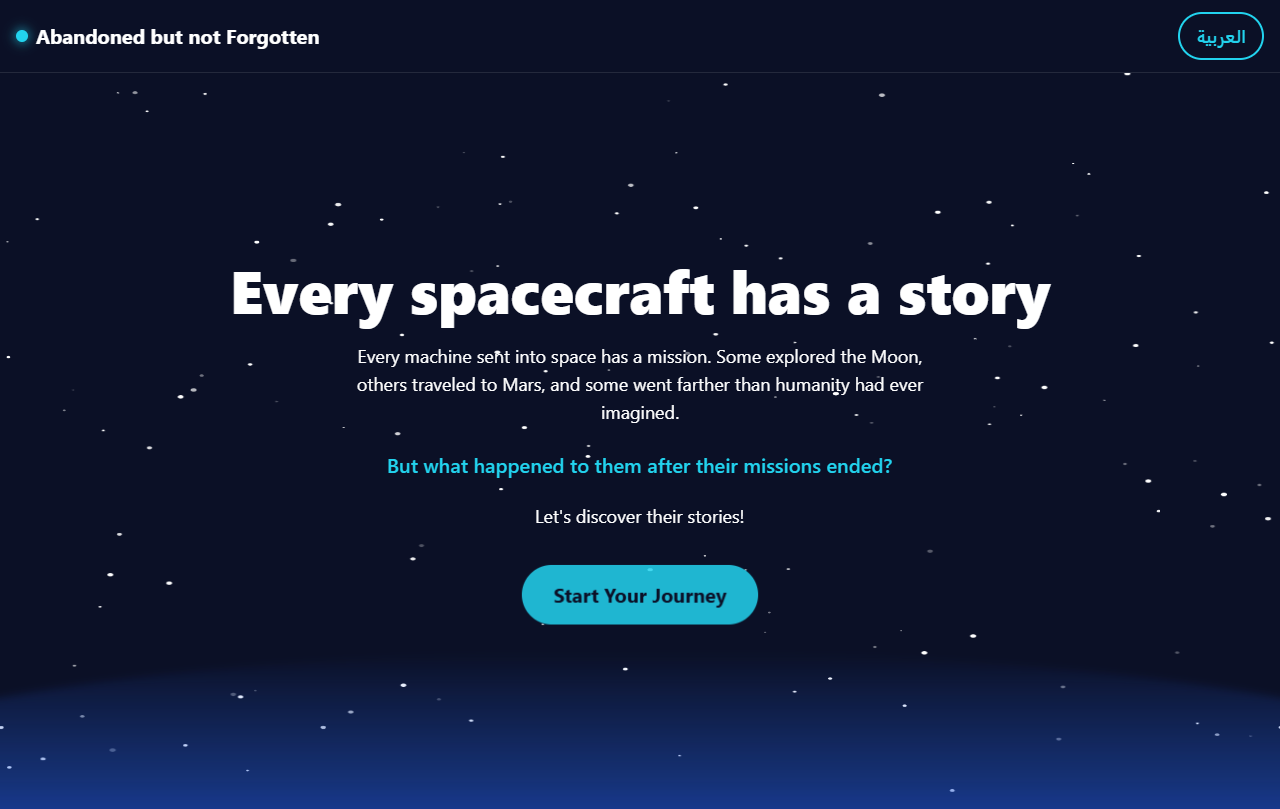 Abandoned but not Forgotten
العربية
Every spacecraft has a story
Every machine sent into space has a mission. Some explored the Moon,
others traveled to Mars, and some went farther than humanity had ever
imagined.
But what happened to them after their missions ended?
Let's discover their stories!
Start Your Journey